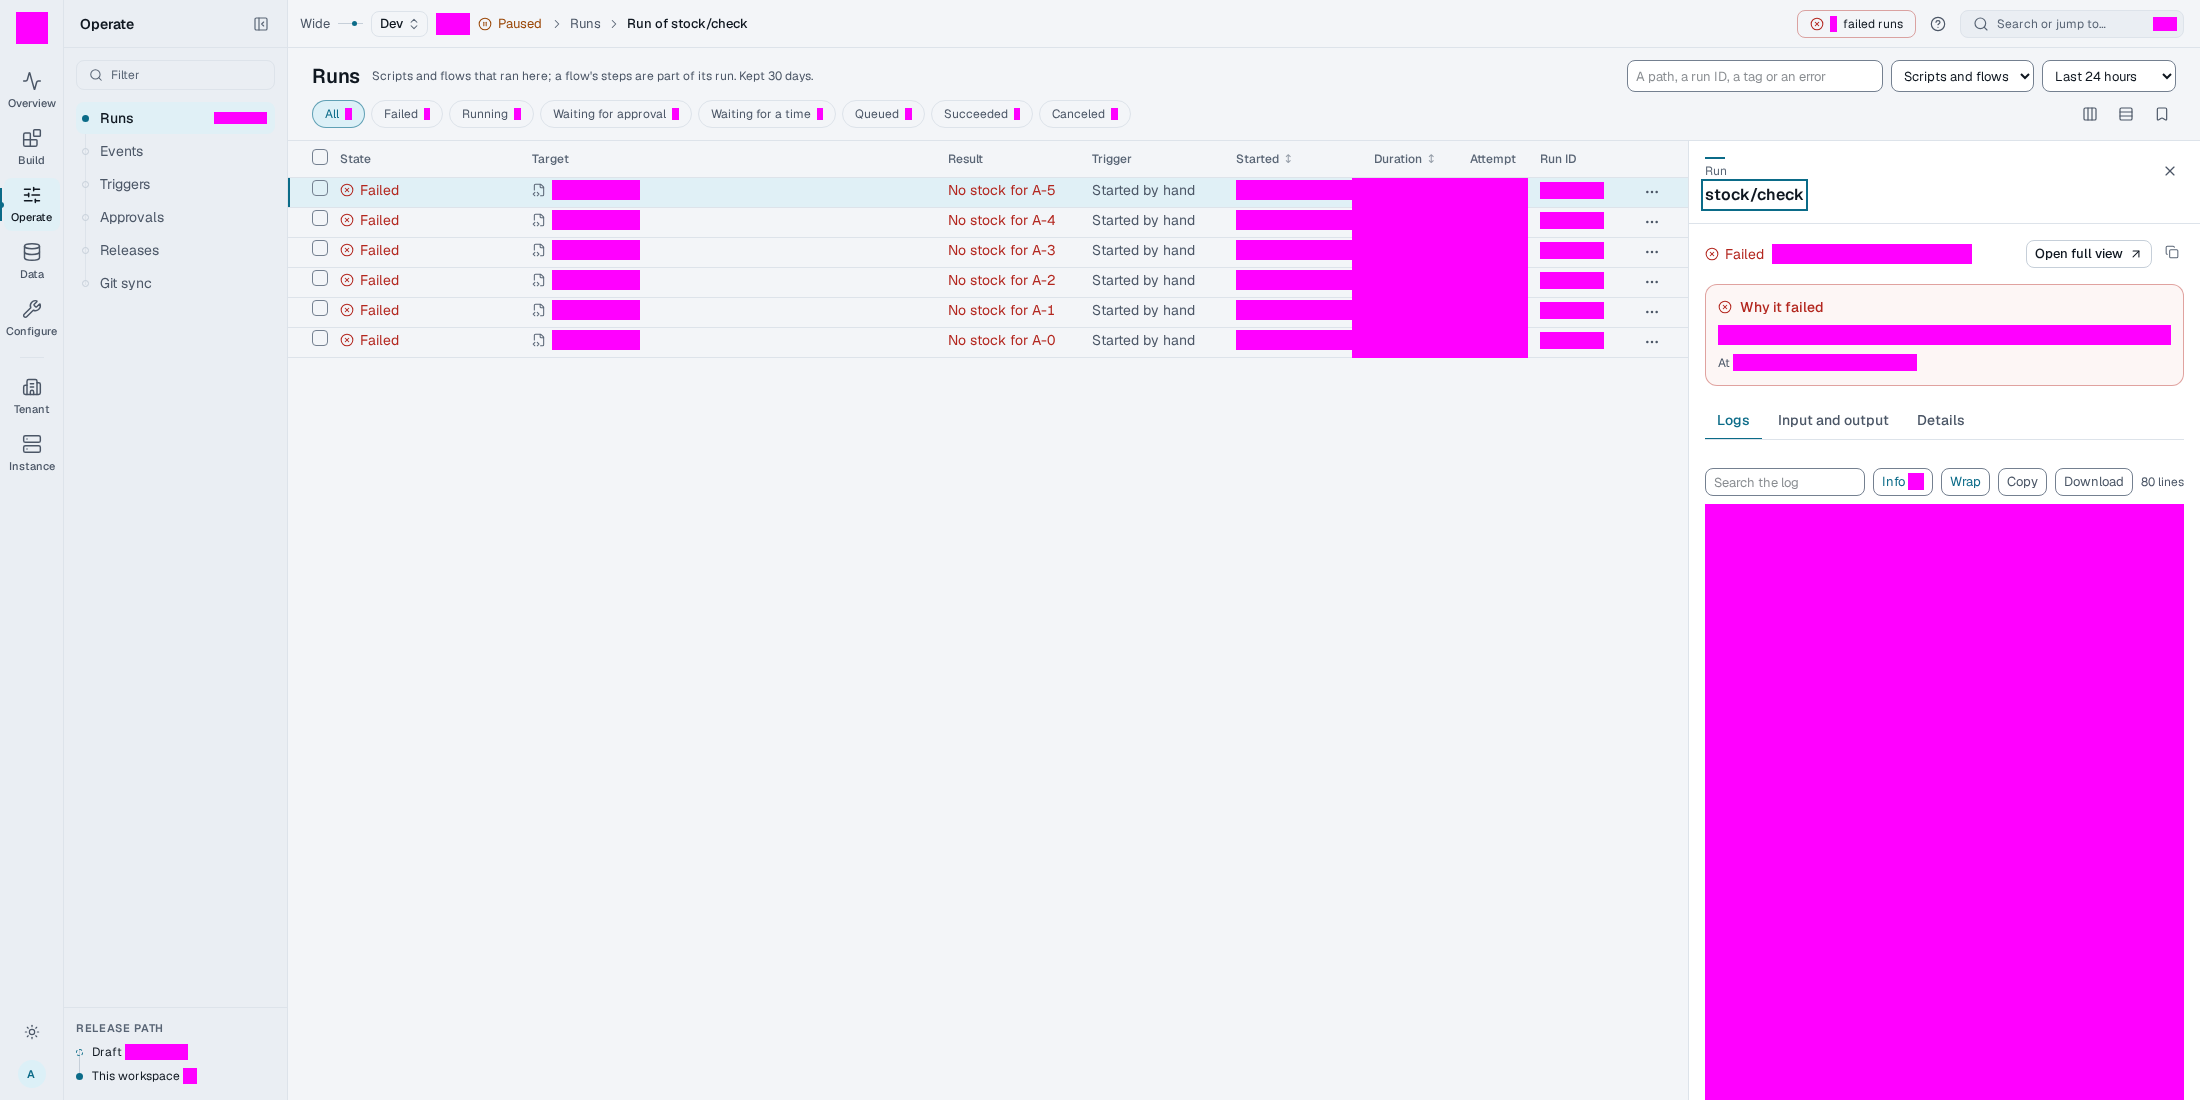 Operate
Wide
Dev
Paused
Runs
Run of stock/check
failed runs
Search or jump to...
Overview
Build
Operate
Data
Configure
Tenant
Instance
A
Filter
Runs
Events
Triggers
Approvals
Releases
Git sync
RELEASE PATH
Draft
This workspace
Runs
Scripts and flows that ran here; a flow's steps are part of its run. Kept 30 days.
A path, a run ID, a tag or an error
Scripts and flows
Last 24 hours
All
Failed
Running
Waiting for approval
Waiting for a time
Queued
Succeeded
Canceled
State Target Result Trigger Started Duration Attempt Run ID
Failed No stock for A-5 Started by hand
Failed No stock for A-4 Started by hand
Failed No stock for A-3 Started by hand
Failed No stock for A-2 Started by hand
Failed No stock for A-1 Started by hand
Failed No stock for A-0 Started by hand
Run
stock/check
Failed
Open full view
Why it failed
At
Logs
Input and output
Details
Search the log
Info
Wrap
Copy
Download
80 lines